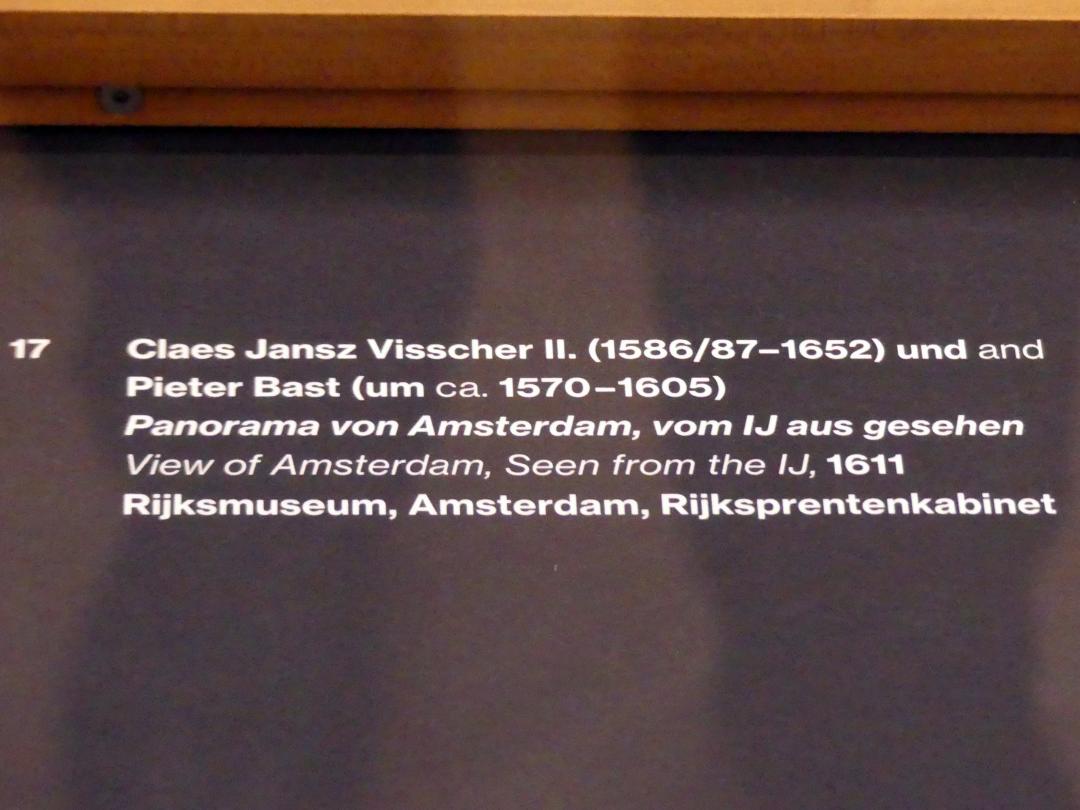 17 Claes Jansz Visscher II. (1586/87–1652) und and
Pieter Bast (um ca. 1570–1605)
Panorama von Amsterdam, vom IJ aus gesehen
View of Amsterdam, Seen from the IJ, 1611
Rijksmuseum, Amsterdam, Rijksprentenkabinet